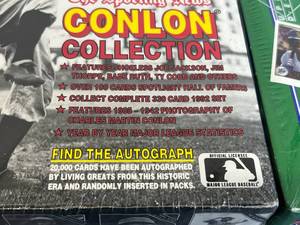 The Sporting News
CONLON
COLLECTION
★ FEATURES SHOELESS JOE JACKSON, JIM
THORPE, BABE RUTH, TY COBB AND OTHERS
★ OVER 100 CARDS SPOTLIGHT HALL OF FAMERS
★ COLLECT COMPLETE 330 CARD 1992 SET
★ FEATURES 1905 - 1942 PHOTOGRAPHY OF
CHARLES MARTIN CONLON
★ YEAR BY YEAR MAJOR LEAGUE STATISTICS
FIND THE AUTOGRAPH
20,000 CARDS HAVE BEEN AUTOGRAPHED
BY LIVING GREATS FROM THIS HISTORIC
ERA AND RANDOMLY INSERTED IN PACKS.
OFFICIAL LICENSEE
MAJOR LEAGUE BASEBALL